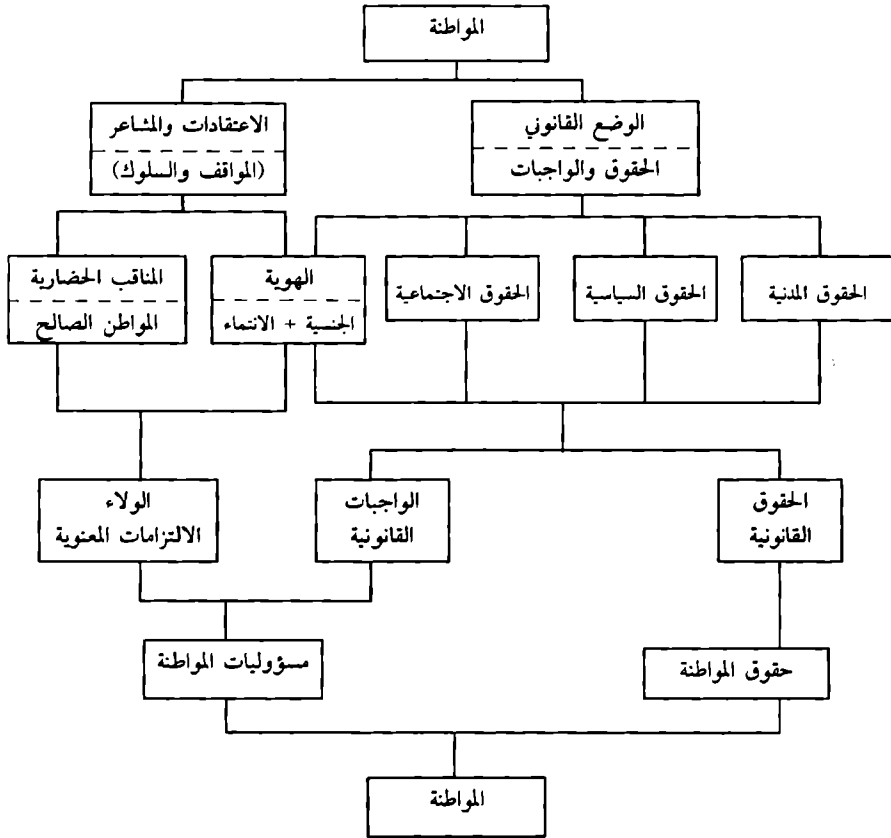 المواطنة
الوضع القانوني
الحقوق والواجبات
الاعتقادات والمشاعر
(المواقف والسلوك)
الحقوق المدنية
الحقوق السياسية
الحقوق الاجتماعية
الهوية
الجنسية + الانتماء
المناقب الحضارية
المواطن الصالح
الحقوق
القانونية
الواجبات
القانونية
الولاء
الالتزامات المعنوية
حقوق المواطنة
مسؤوليات المواطنة
المواطنة